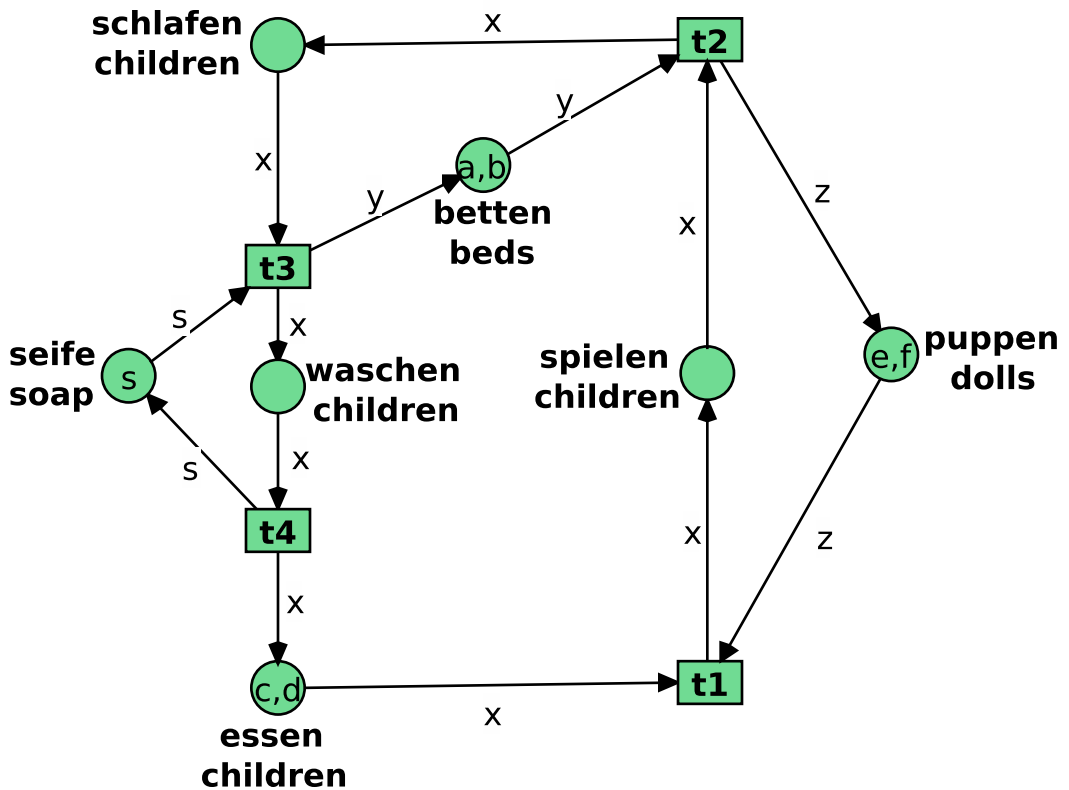 schlafen
children
x
t2
x
y
a,b
y
betten
beds
z
x
t3
s
x
seife
soap
s
waschen
children
spielen
children
e,f
puppen
dolls
s
x
t4
x
z
x
c,d
essen
children
x
t1